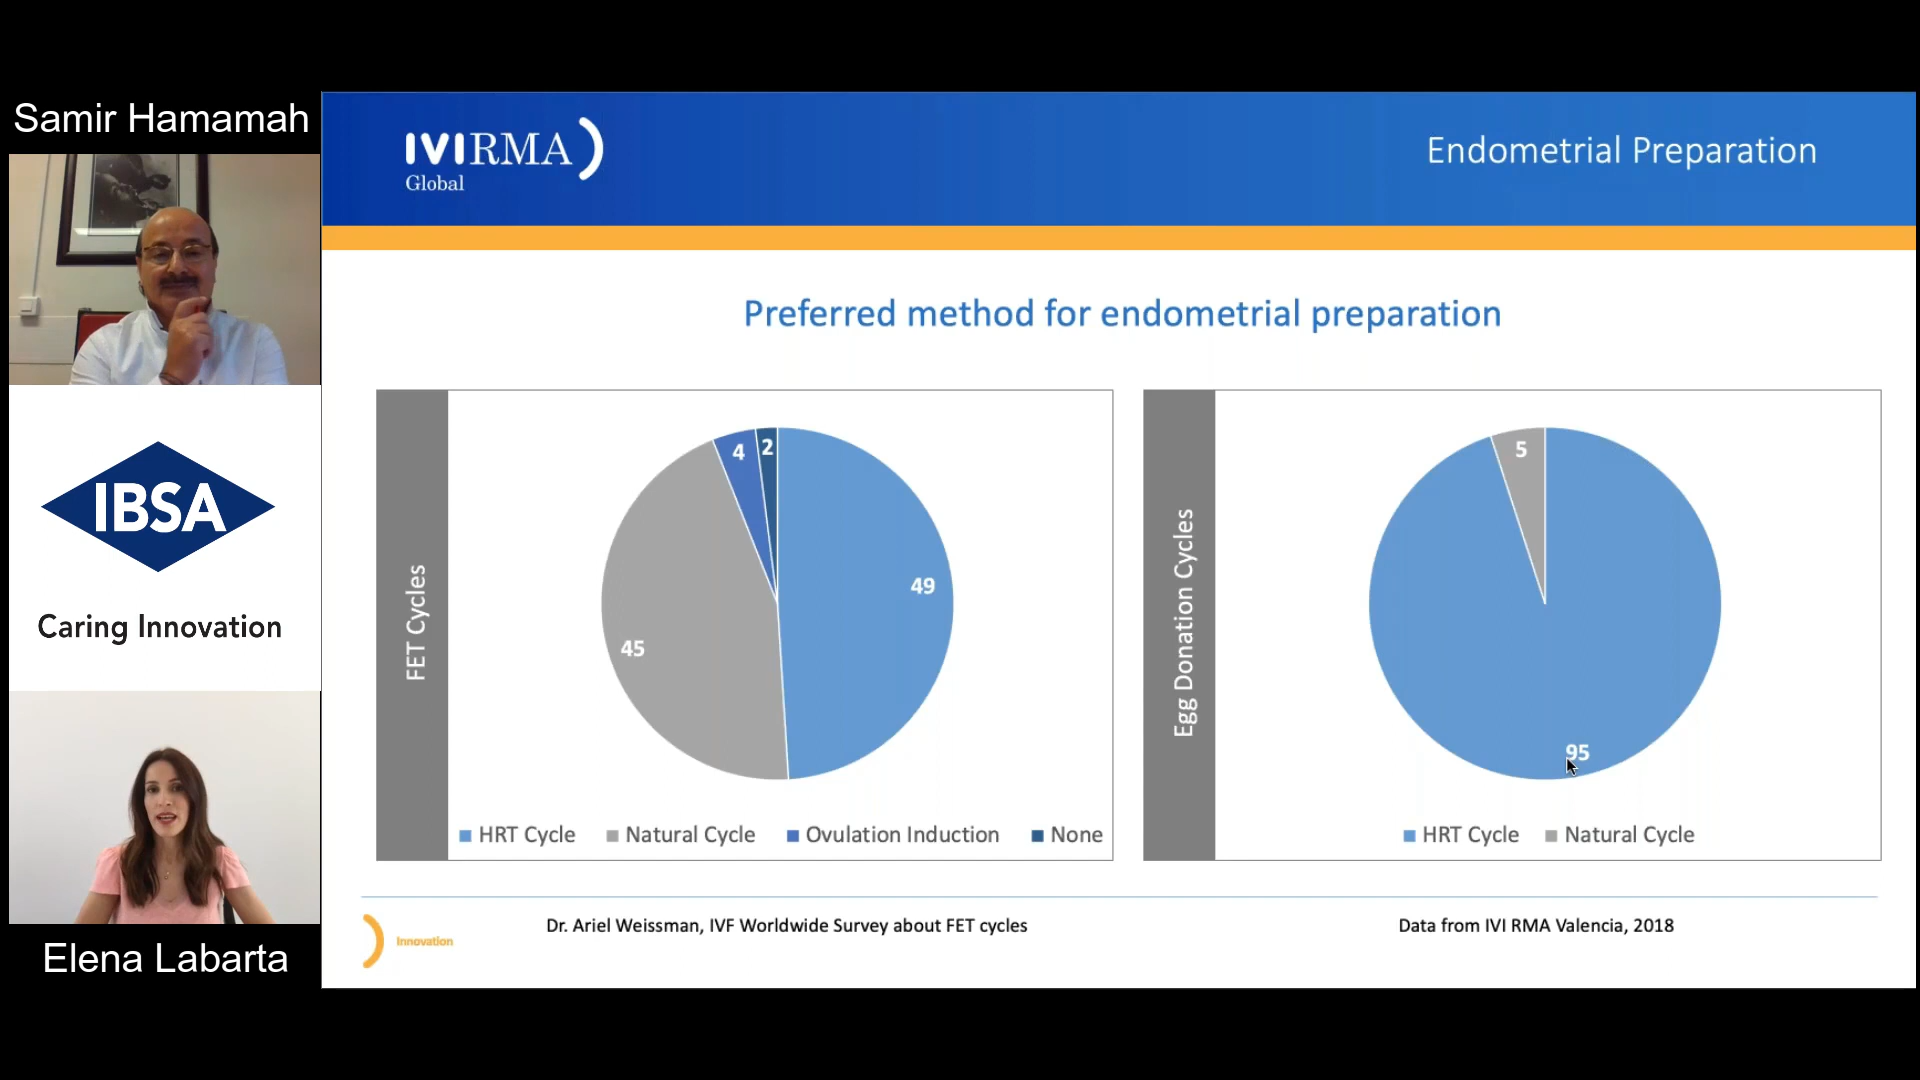 Samir Hamamah
IBSA
Caring Innovation
Elena Labarta
IVIRMA
Global
Endometrial Preparation
Preferred method for endometrial preparation
FET Cycles
4
2
49
45
HRT Cycle
Natural Cycle
Ovulation Induction
None
Egg Donation Cycles
5
95
HRT Cycle
Natural Cycle
Innovation
Dr. Ariel Weissman, IVF Worldwide Survey about FET cycles
Data from IVI RMA Valencia, 2018